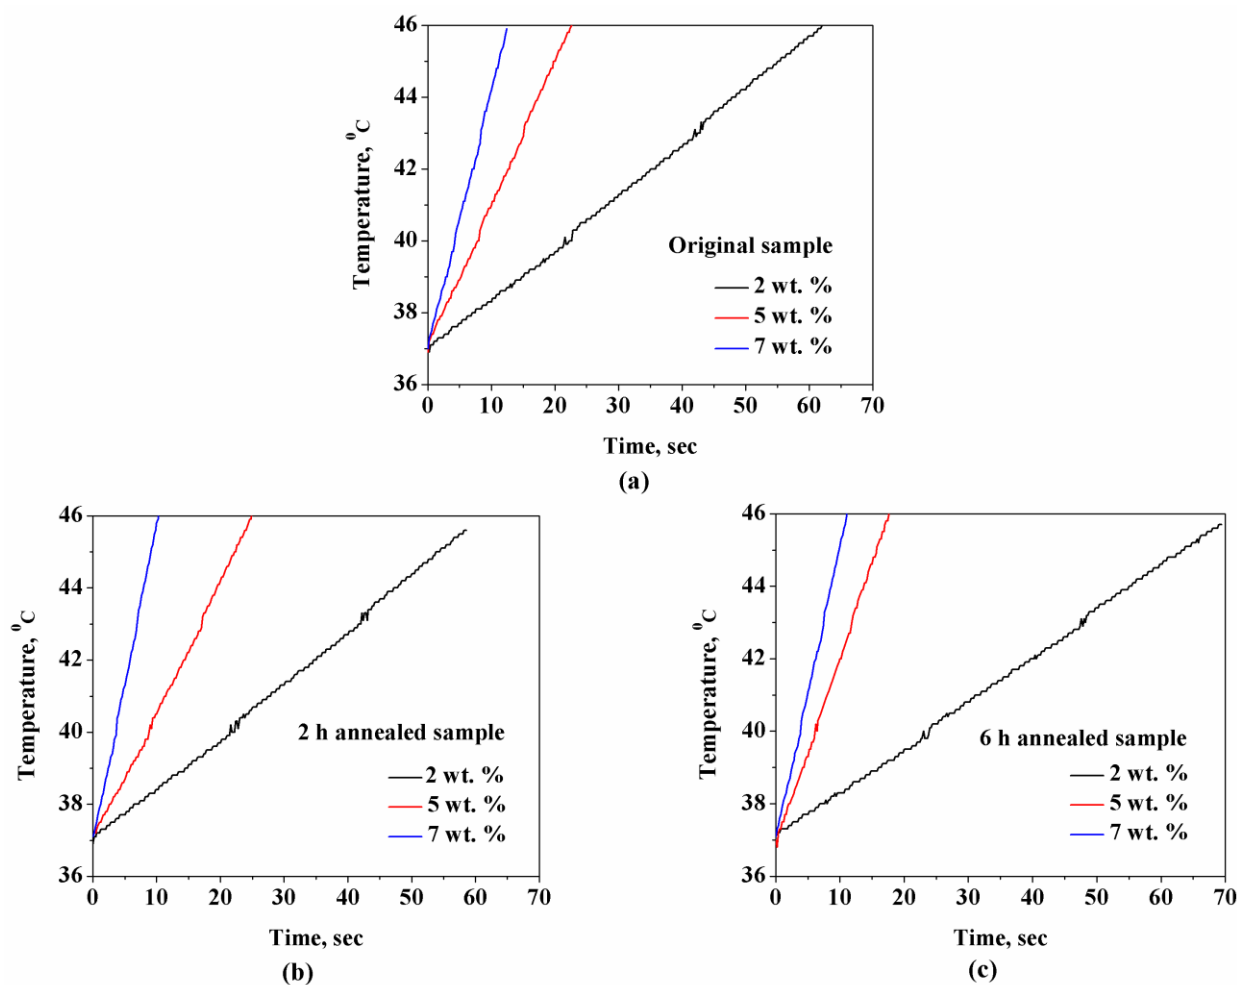 46
44
42
40
38
36
Temperature, ⁰C
Original sample
2 wt. %
5 wt. %
7 wt. %
0 10 20 30 40 50 60 70
Time, sec
(a)
46
44
42
40
38
36
Temperature, ⁰C
2 h annealed sample
2 wt. %
5 wt. %
7 wt. %
0 10 20 30 40 50 60 70
Time, sec
(b)
46
44
42
40
38
36
Temperature, ⁰C
6 h annealed sample
2 wt. %
5 wt. %
7 wt. %
0 10 20 30 40 50 60 70
Time, sec
(c)